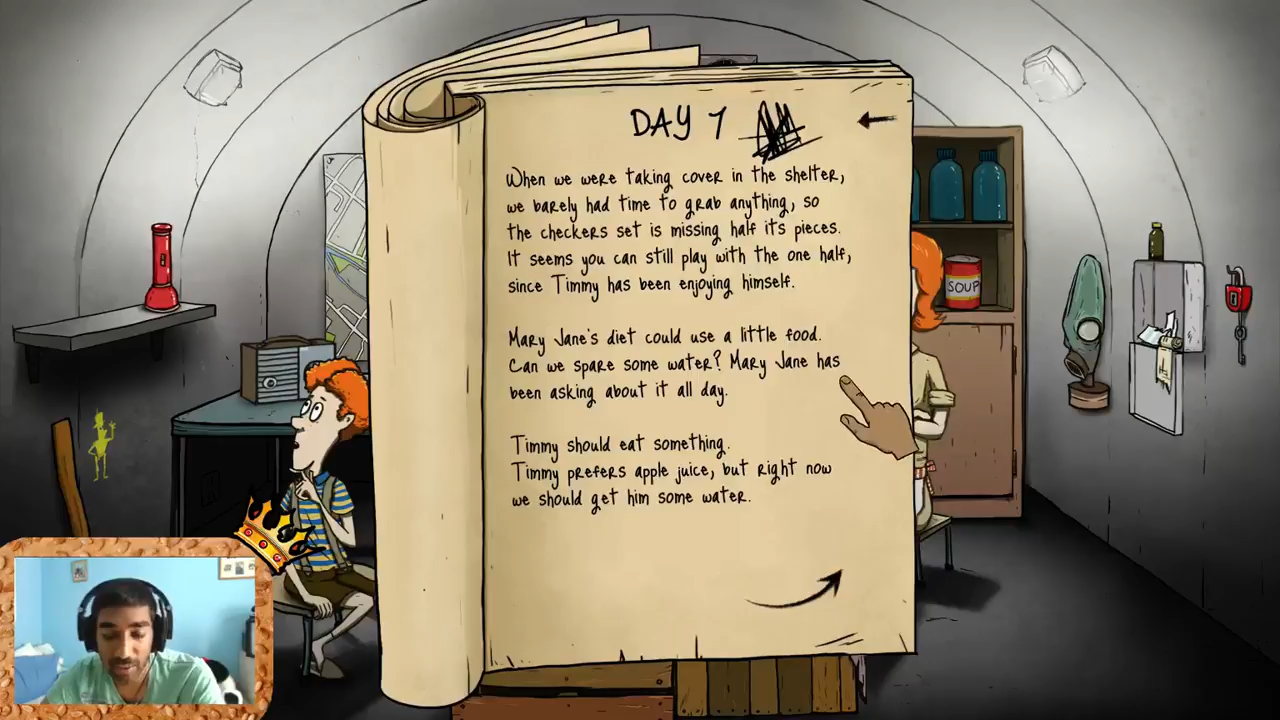 DAY 7
When we were taking cover in the shelter,
we barely had time to grab anything, so
the checkers set is missing half its pieces.
It seems you can still play with the one half,
since Timmy has been enjoying himself.
Mary Jane's diet could use a little food.
Can we spare some water? Mary Jane has
been asking about it all day.
Timmy should eat something.
Timmy prefers apple juice, but right now
we should get him some water.
SOUP